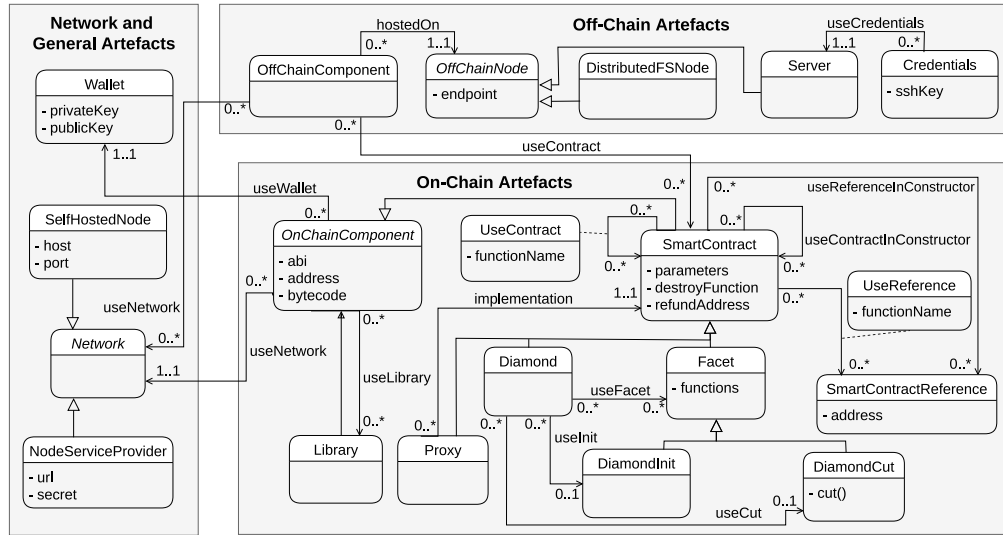 Network and
General Artefacts
Wallet
- privateKey
- publicKey
1..1
useWallet
SelfHostedNode
- host
- port
useNetwork
0..*
Network
1..1
useNetwork
NodeServiceProvider
- url
- secret
Off-Chain Artefacts
hostedOn
0..*
1..1
OffChainComponent
0..*
0..*
OffChainNode
- endpoint
DistributedFSNode
useCredentials
1..1
0..*
Server
Credentials
- sshKey
useContract
On-Chain Artefacts
0..*
OnChainComponent
- abi
- address
- bytecode
0..*
0..*
useLibrary
0..*
Library
UseContract
- functionName
0..*
0..*
0..*
0..*
0..*
0..*
useReferenceInConstructor
useContractInConstructor
SmartContract
- parameters
- destroyFunction
- refundAddress
implementation
1..1
0..*
UseReference
- functionName
0..*
0..*
SmartContractReference
- address
Diamond
useFacet
0..*
0..*
Facet
- functions
0..*
Proxy
0..*
0..*
useInit
0..1
DiamondInit
DiamondCut
- cut()
useCut
0..1